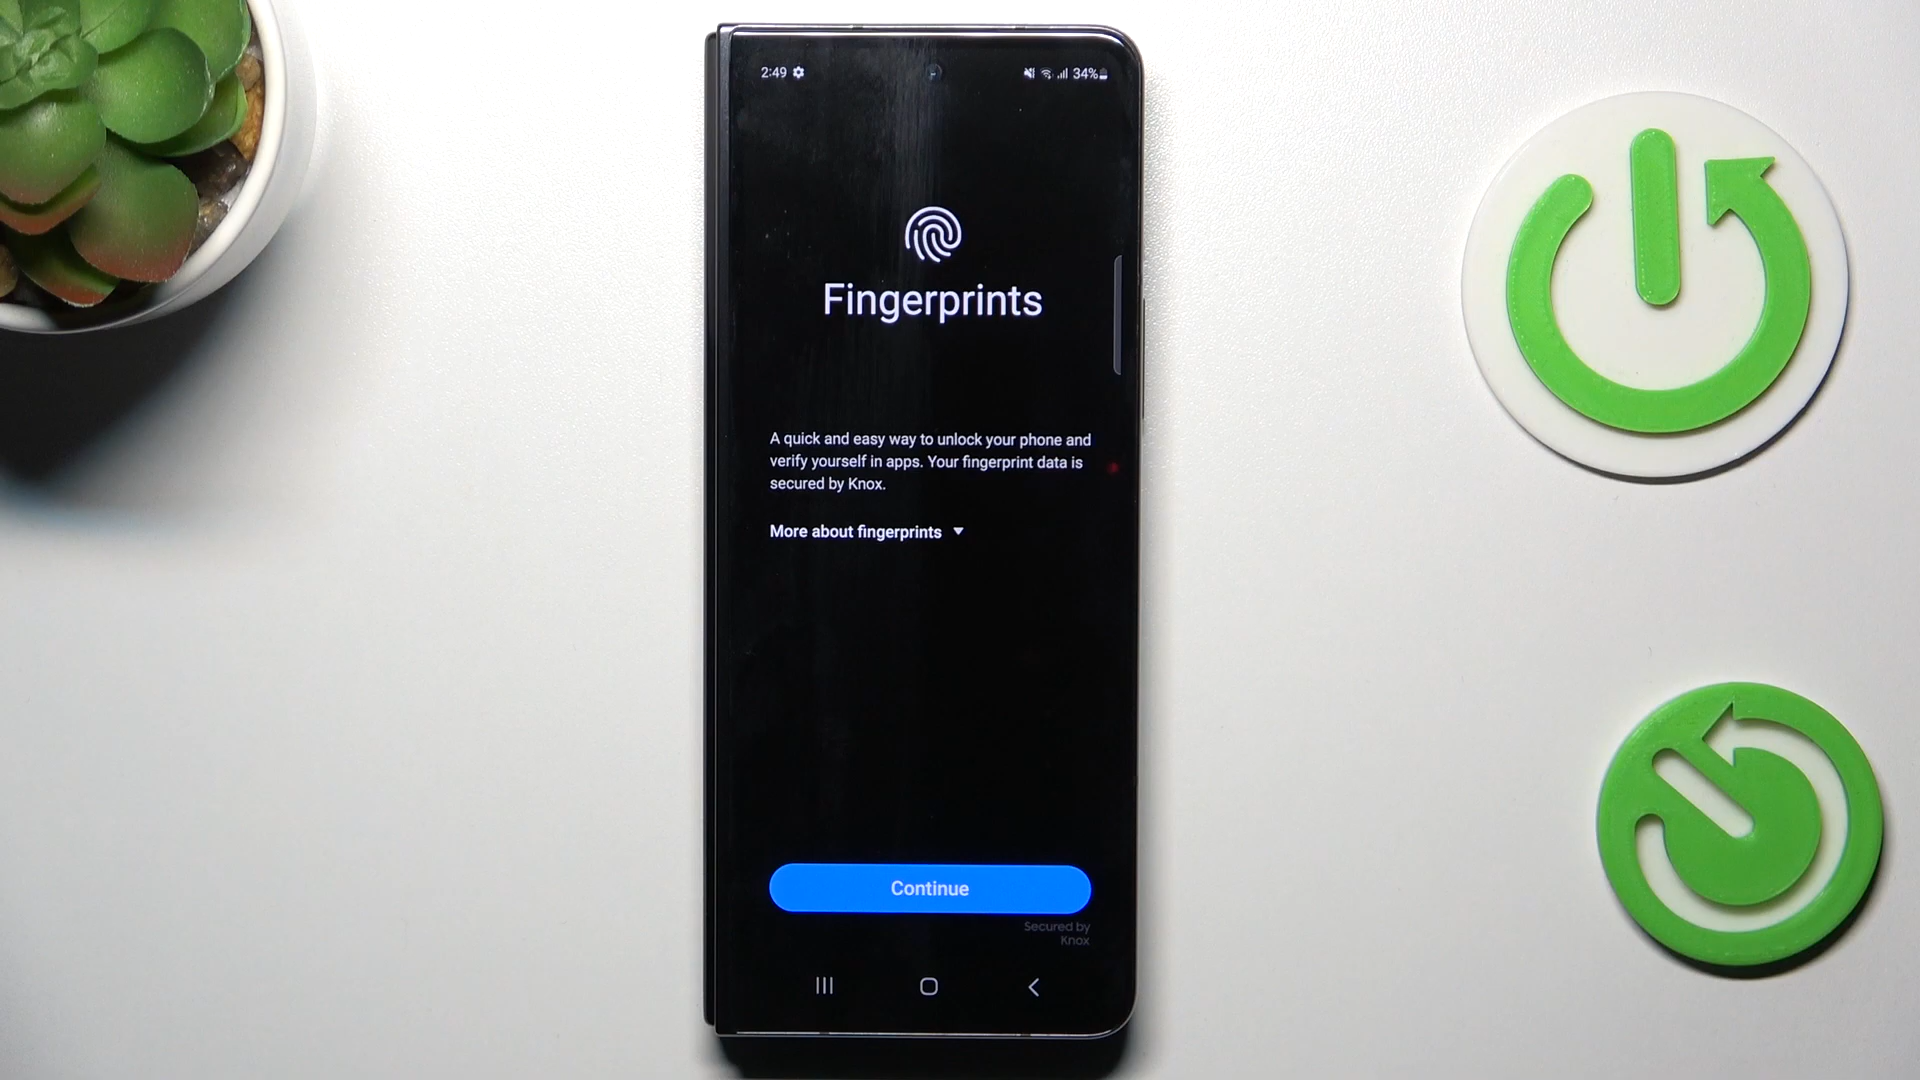 2:49
34%
Fingerprints
A quick and easy way to unlock your phone and
verify yourself in apps. Your fingerprint data is
secured by Knox.
More about fingerprints
Continue
Secured by
Knox